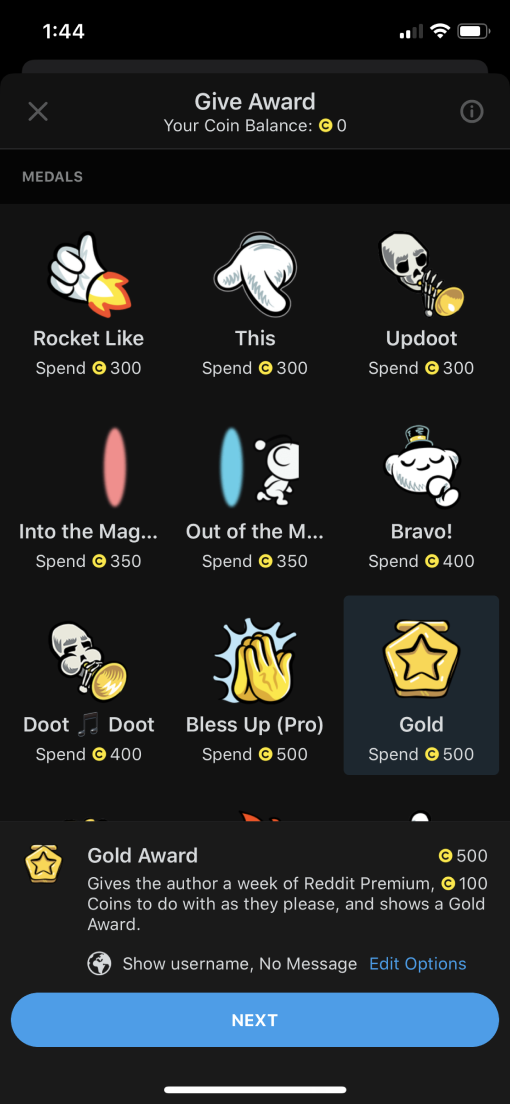 1:44
Give Award
Your Coin Balance: C 0
MEDALS
Rocket Like
Spend C 300
This
Spend C 300
Updoot
Spend C 300
Into the Mag...
Spend C 350
Out of the M...
Spend C 350
Bravo!
Spend C 400
Doot 🎵 Doot
Spend C 400
Bless Up (Pro)
Spend C 500
Gold
Spend C 500
Gold Award
C 500
Gives the author a week of Reddit Premium, C 100
Coins to do with as they please, and shows a Gold
Award.
Show username, No Message Edit Options
NEXT